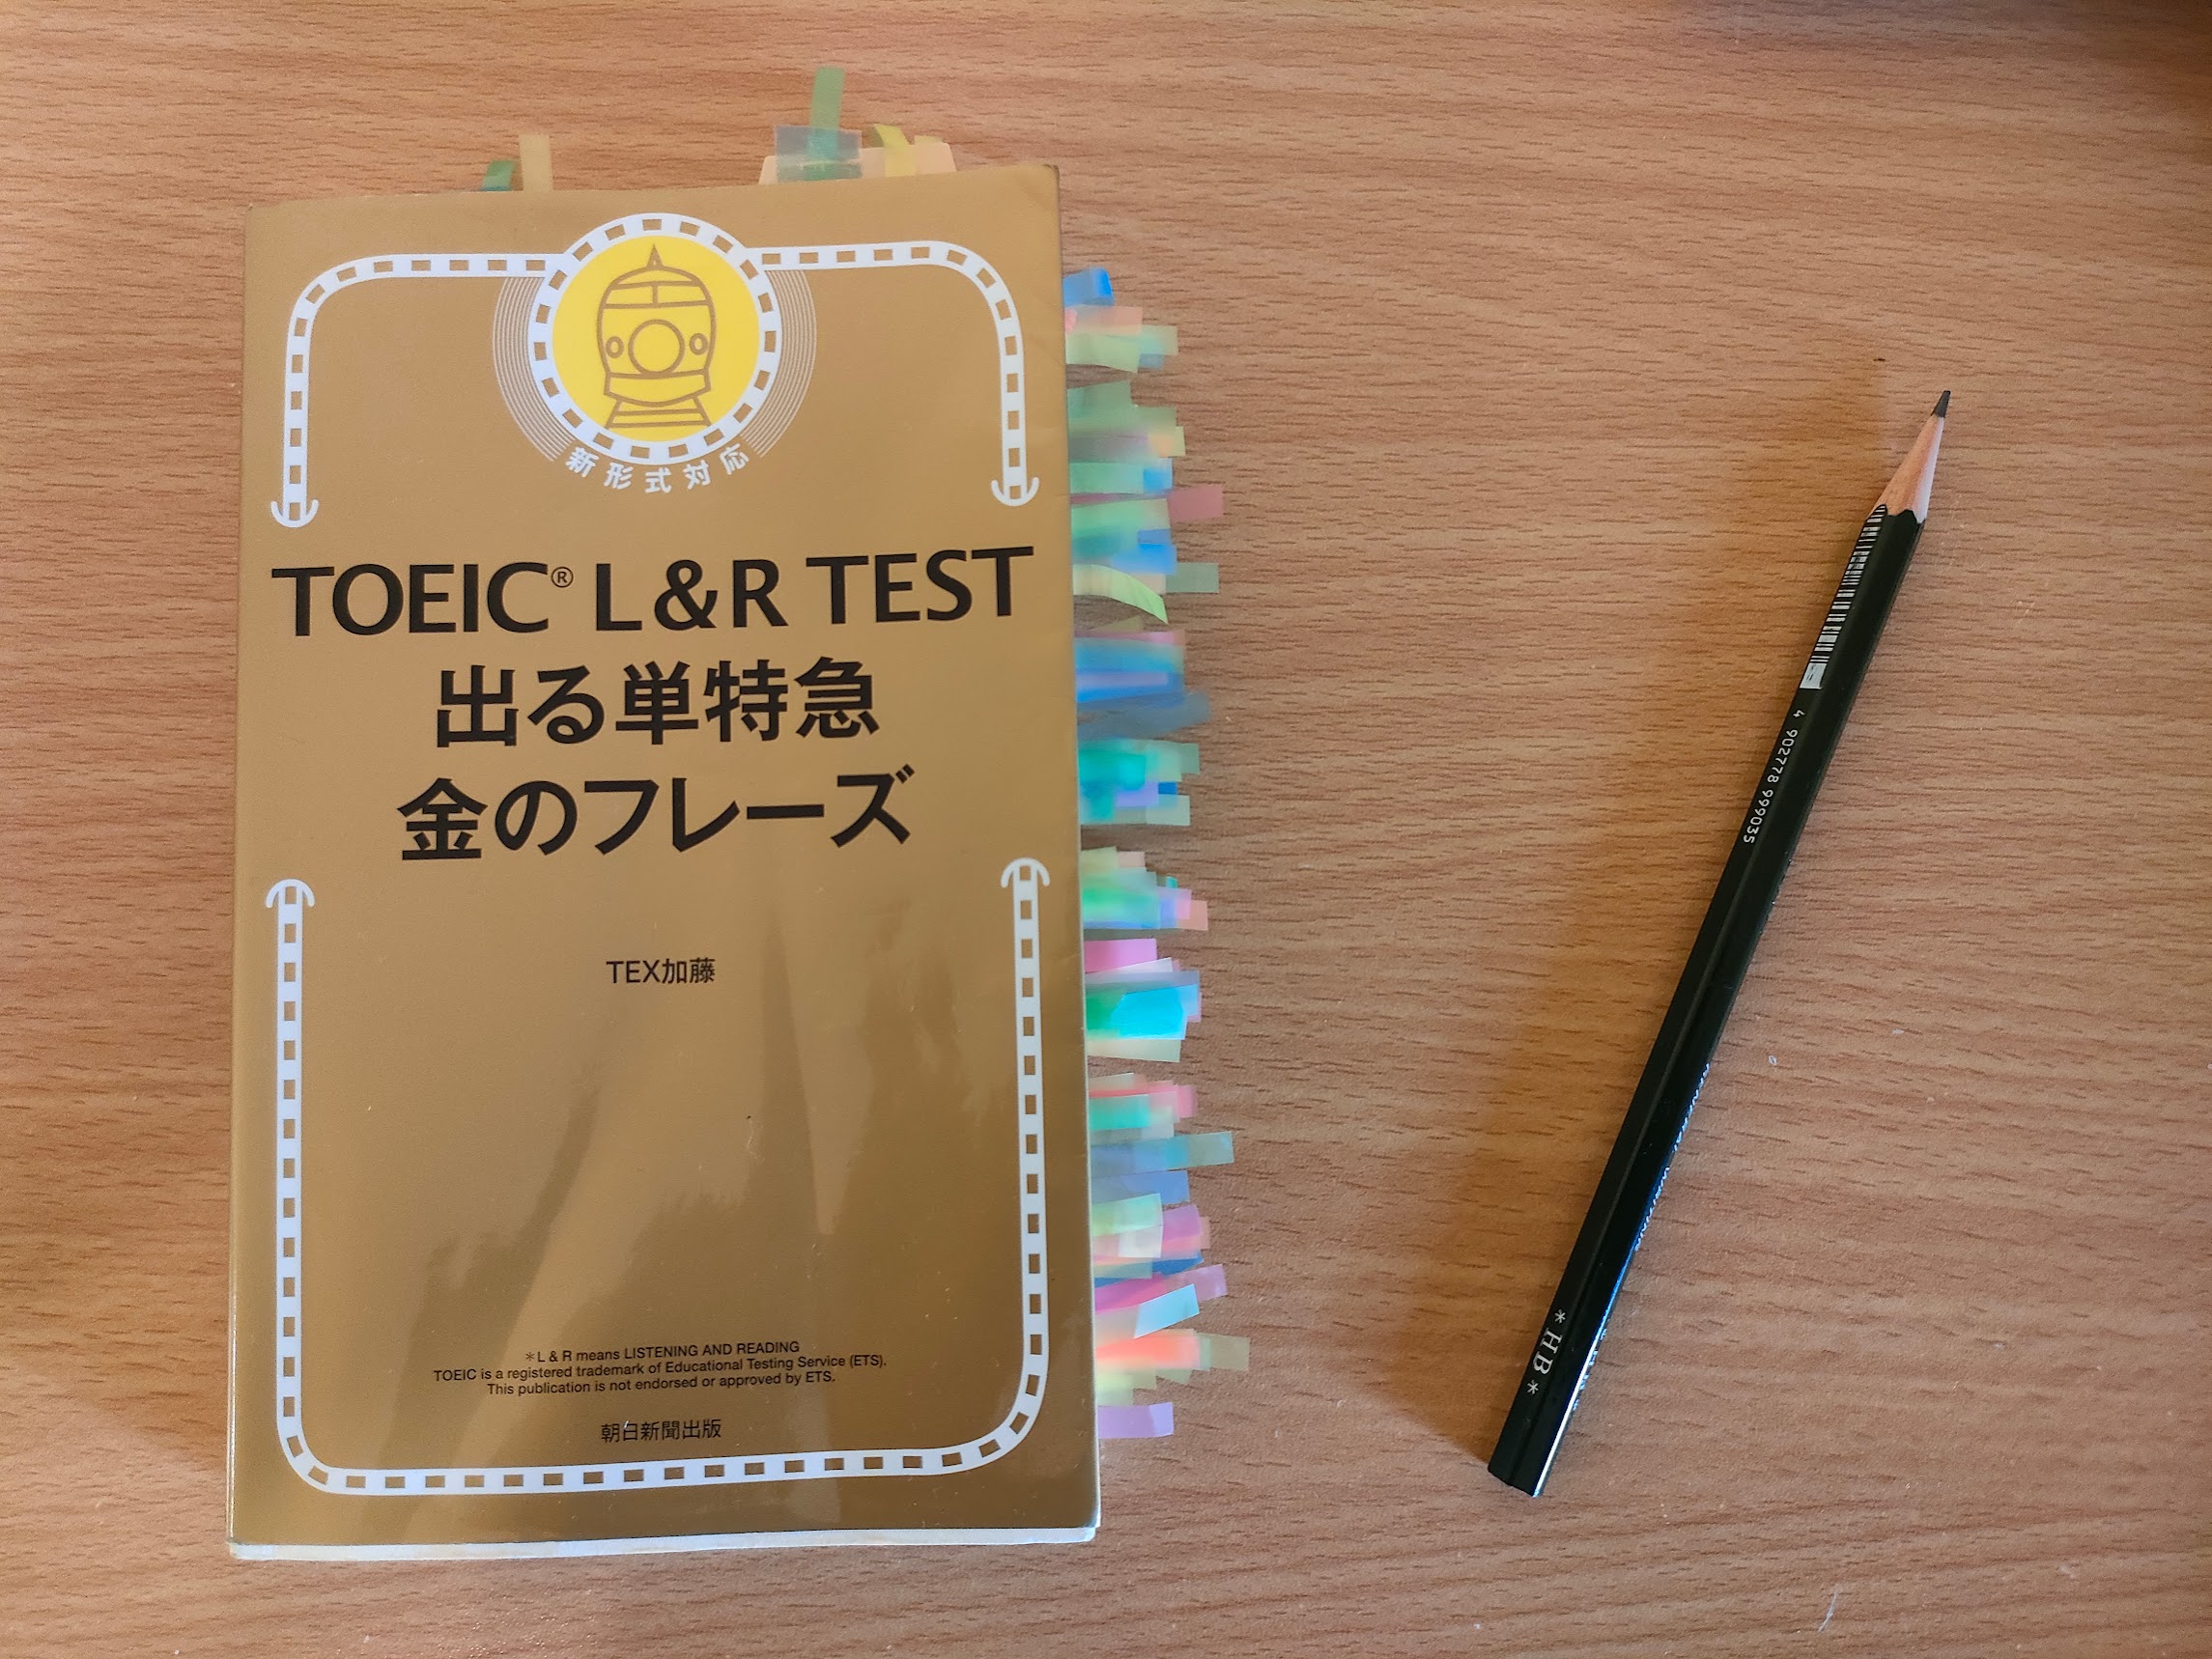 新形式対応
TOEIC® L&R TEST
出る単特急
金のフレーズ
TEX加藤
＊L & R means LISTENING AND READING
TOEIC is a registered trademark of Educational Testing Service (ETS).
This publication is not endorsed or approved by ETS.
朝日新聞出版
4 902778 999035
* HB *